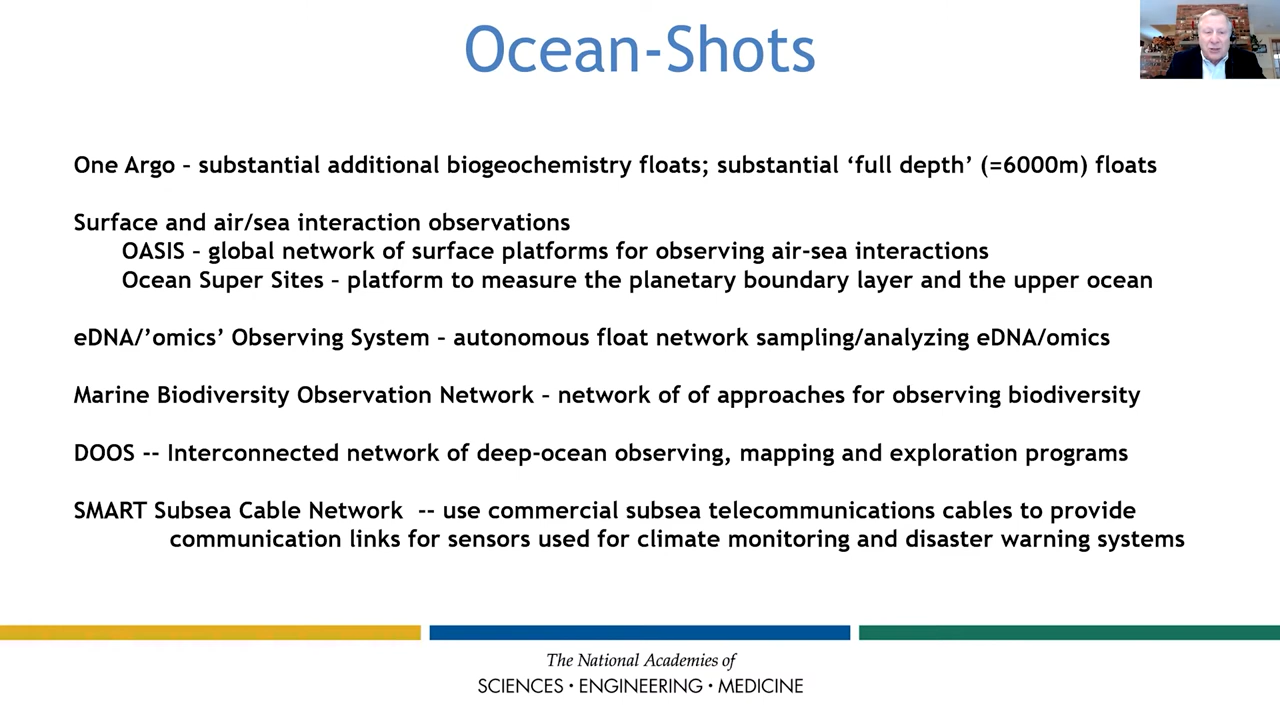 Ocean-Shots
One Argo – substantial additional biogeochemistry floats; substantial ‘full depth’ (=6000m) floats
Surface and air/sea interaction observations
OASIS – global network of surface platforms for observing air-sea interactions
Ocean Super Sites – platform to measure the planetary boundary layer and the upper ocean
eDNA/’omics’ Observing System – autonomous float network sampling/analyzing eDNA/omics
Marine Biodiversity Observation Network – network of of approaches for observing biodiversity
DOOS -- Interconnected network of deep-ocean observing, mapping and exploration programs
SMART Subsea Cable Network -- use commercial subsea telecommunications cables to provide
communication links for sensors used for climate monitoring and disaster warning systems
The National Academies of
SCIENCES · ENGINEERING · MEDICINE